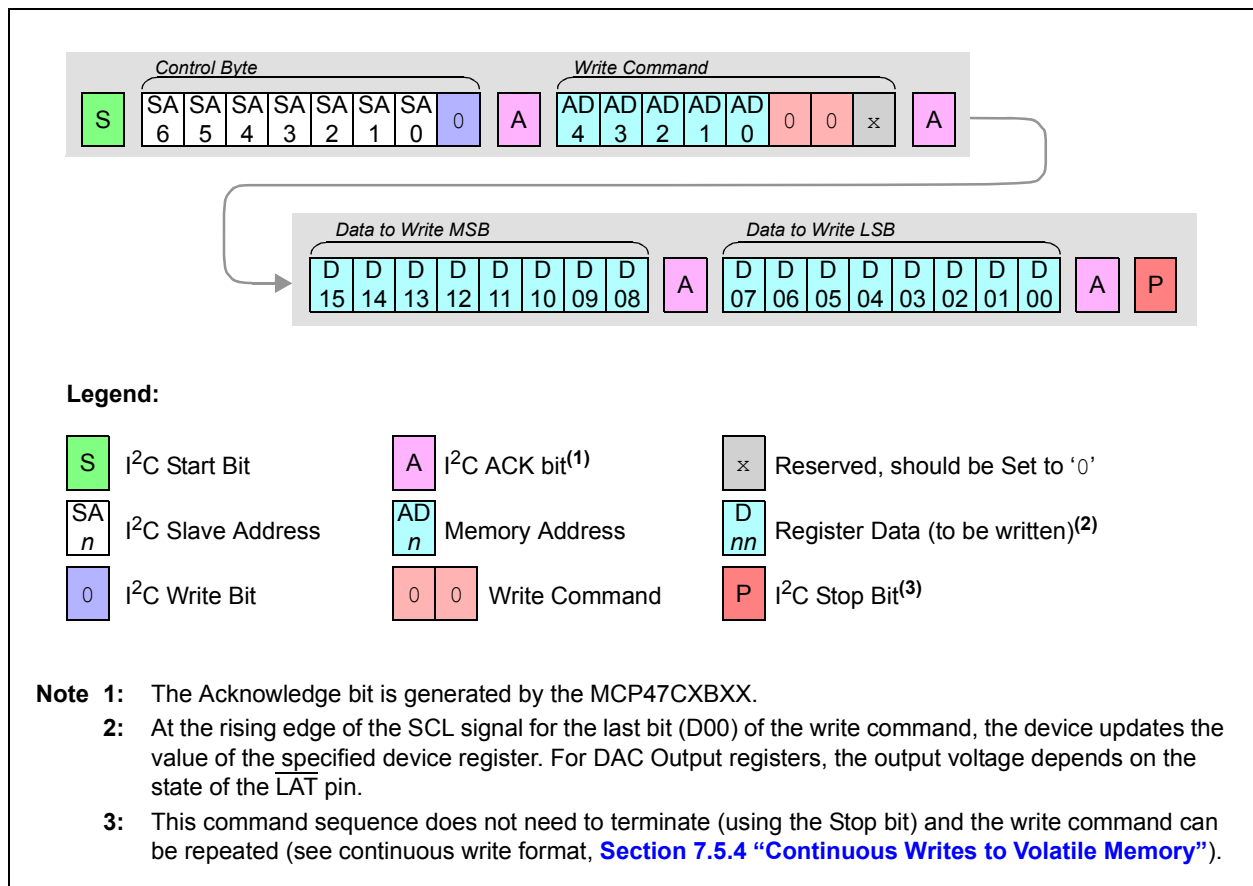 Control Byte Write Command
S SA 6 SA 5 SA 4 SA 3 SA 2 SA 1 SA 0 0 A AD 4 AD 3 AD 2 AD 1 AD 0 0 0 x A
Data to Write MSB Data to Write LSB
D 15 D 14 D 13 D 12 D 11 D 10 D 09 D 08 A D 07 D 06 D 05 D 04 D 03 D 02 D 01 D 00 A P
Legend:
S I²C Start Bit A I²C ACK bit(1) x Reserved, should be Set to ‘0’
SA n I²C Slave Address AD n Memory Address D nn Register Data (to be written)(2)
0 I²C Write Bit 0 0 Write Command P I²C Stop Bit(3)
Note 1: The Acknowledge bit is generated by the MCP47CXBXX.
2: At the rising edge of the SCL signal for the last bit (D00) of the write command, the device updates the
value of the specified device register. For DAC Output registers, the output voltage depends on the
state of the L̅A̅T̅ pin.
3: This command sequence does not need to terminate (using the Stop bit) and the write command can
be repeated (see continuous write format, Section 7.5.4 “Continuous Writes to Volatile Memory”).